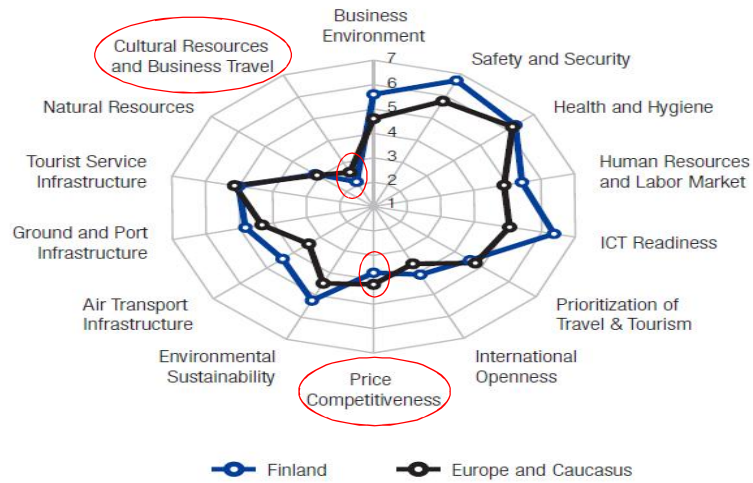 Business
Environment
Cultural Resources
and Business Travel
7
Safety and Security
6
Natural Resources
5
Health and Hygiene
4
Tourist Service
Infrastructure
3
Human Resources
and Labor Market
2
1
Ground and Port
Infrastructure
ICT Readiness
Air Transport
Infrastructure
Prioritization of
Travel & Tourism
Environmental
Sustainability
International
Openness
Price
Competitiveness
Finland
Europe and Caucasus